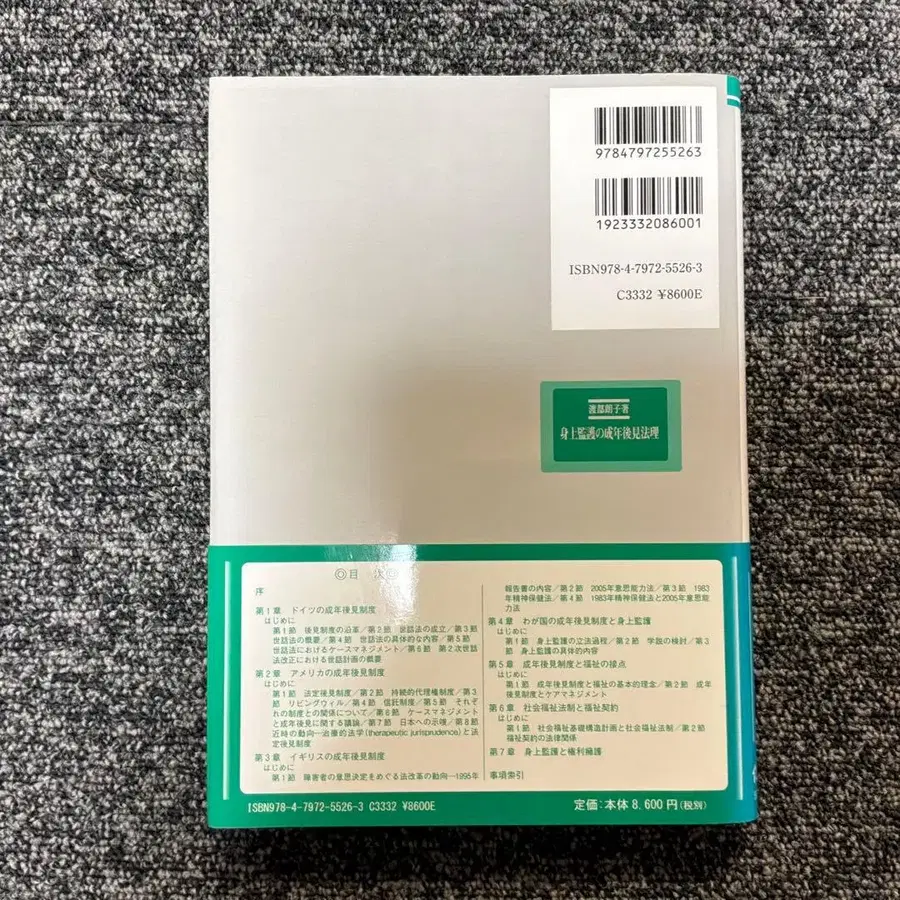 9784797255263
1923332086001
ISBN978-4-7972-5526-3
C3332 ¥8600E
渡部朗子著
身上監護の成年後見法理
◎目 次◎
序
第1章 ドイツの成年後見制度
はじめに
第1節 後見制度の沿革/第2節 世話法の成立/第3節
世話法の概要/第4節 世話法の具体的な内容/第5節
世話法におけるケースマネジメント/第6節 第2次世話
法改正における世話計画の概要
第2章 アメリカの成年後見制度
はじめに
第1節 法定後見制度/第2節 持続的代理権制度/第3
節 リビングウィル/第4節 信託制度/第5節 それぞ
れの制度との関係について/第6節 ケースマネジメント
と成年後見に関する議論/第7節 日本への示唆/第8節
近時の動向―治療的法学(therapeutic jurisprudence)と法
定後見制度
第3章 イギリスの成年後見制度
はじめに
第1節 障害者の意思決定をめぐる法改革の動向―1995年
報告書の内容/第2節 2005年意思能力法/第3節 1983
年精神保健法/第4節 1983年精神保健法と2005年意思能
力法
第4章 わが国の成年後見制度と身上監護
はじめに
第1節 身上監護の立法過程/第2節 学説の検討/第3
節 身上監護の具体的内容
第5章 成年後見制度と福祉の接点
はじめに
第1節 成年後見制度と福祉の基本的理念/第2節 成年
後見制度とケアマネジメント
第6章 社会福祉法制と福祉契約
はじめに
第1節 社会福祉基礎構造計画と社会福祉法制/第2節
福祉契約の法律関係
第7章 身上監護と権利擁護
事項索引
ISBN978-4-7972-5526-3 C3332 ¥8600E
定価:本体8,600円(税別)